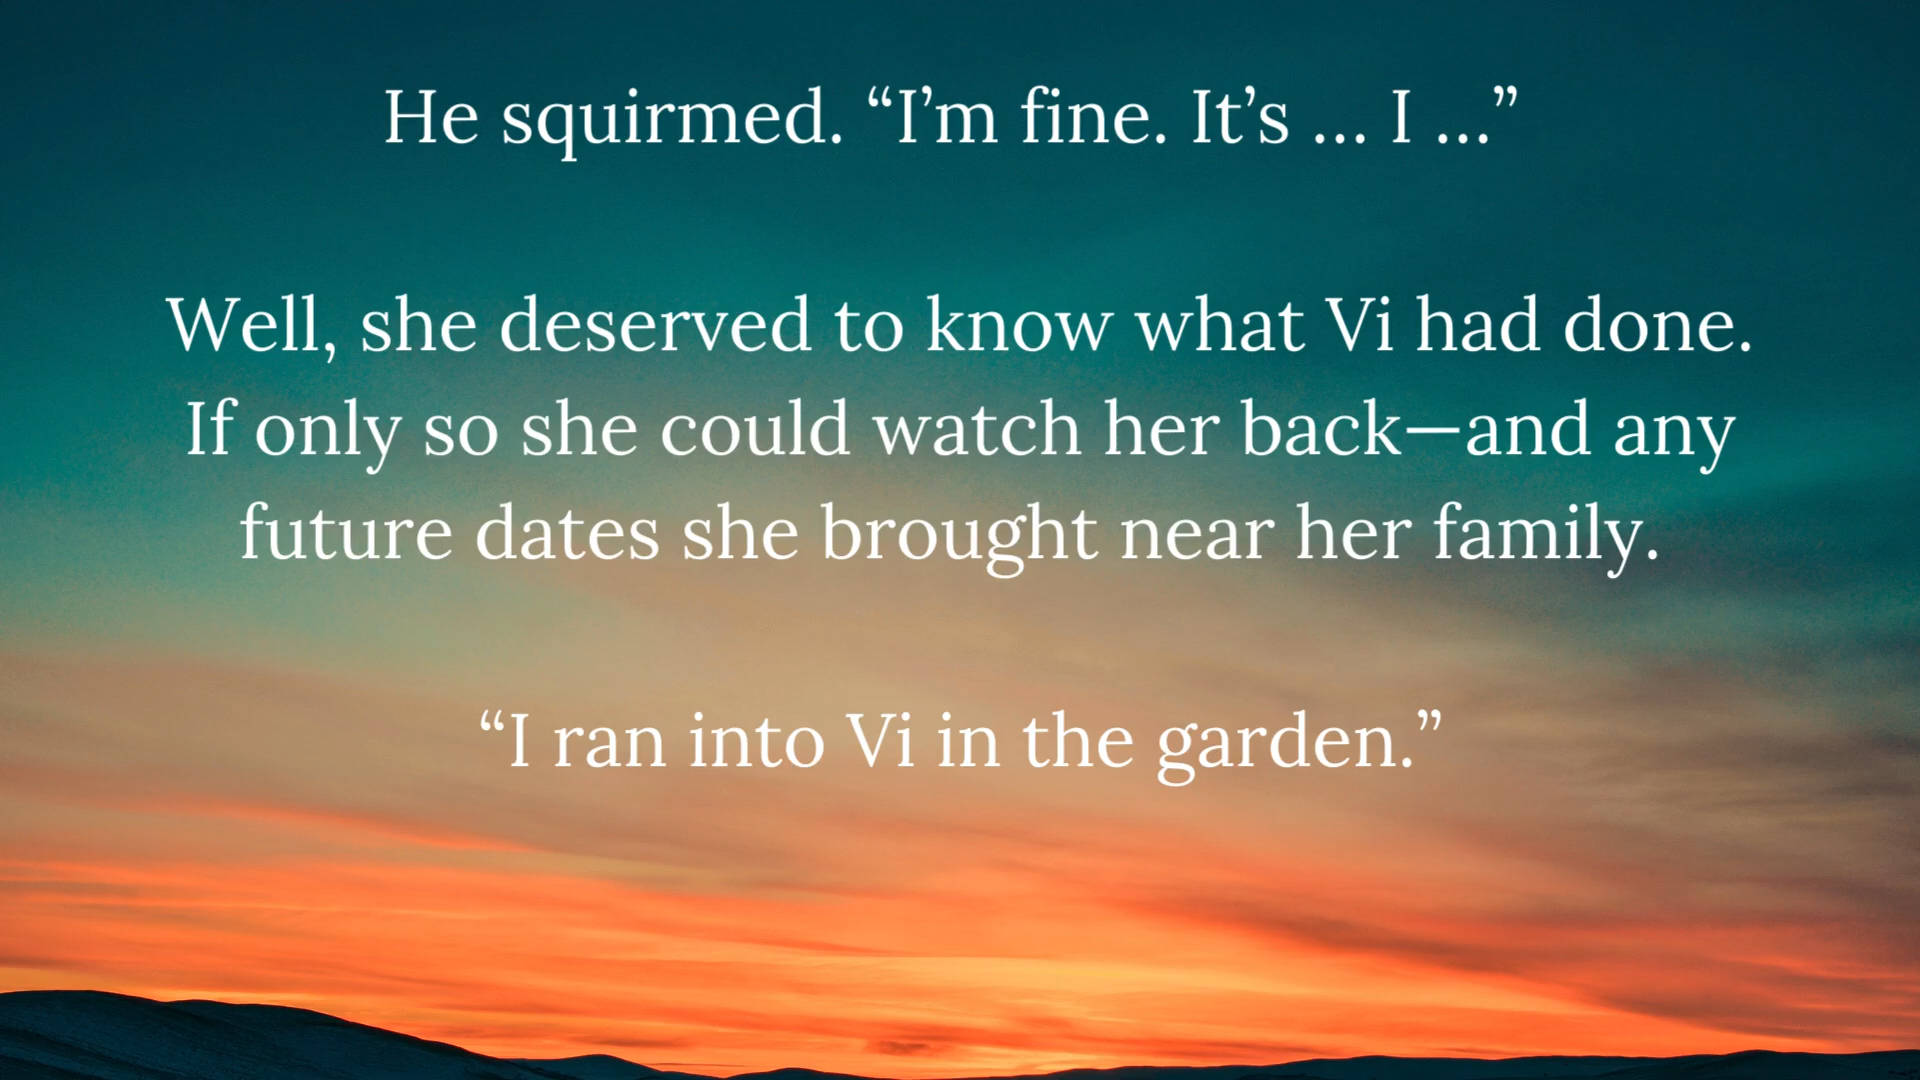 He squirmed. “I’m fine. It’s ... I ...”
Well, she deserved to know what Vi had done.
If only so she could watch her back—and any
future dates she brought near her family.
“I ran into Vi in the garden.”